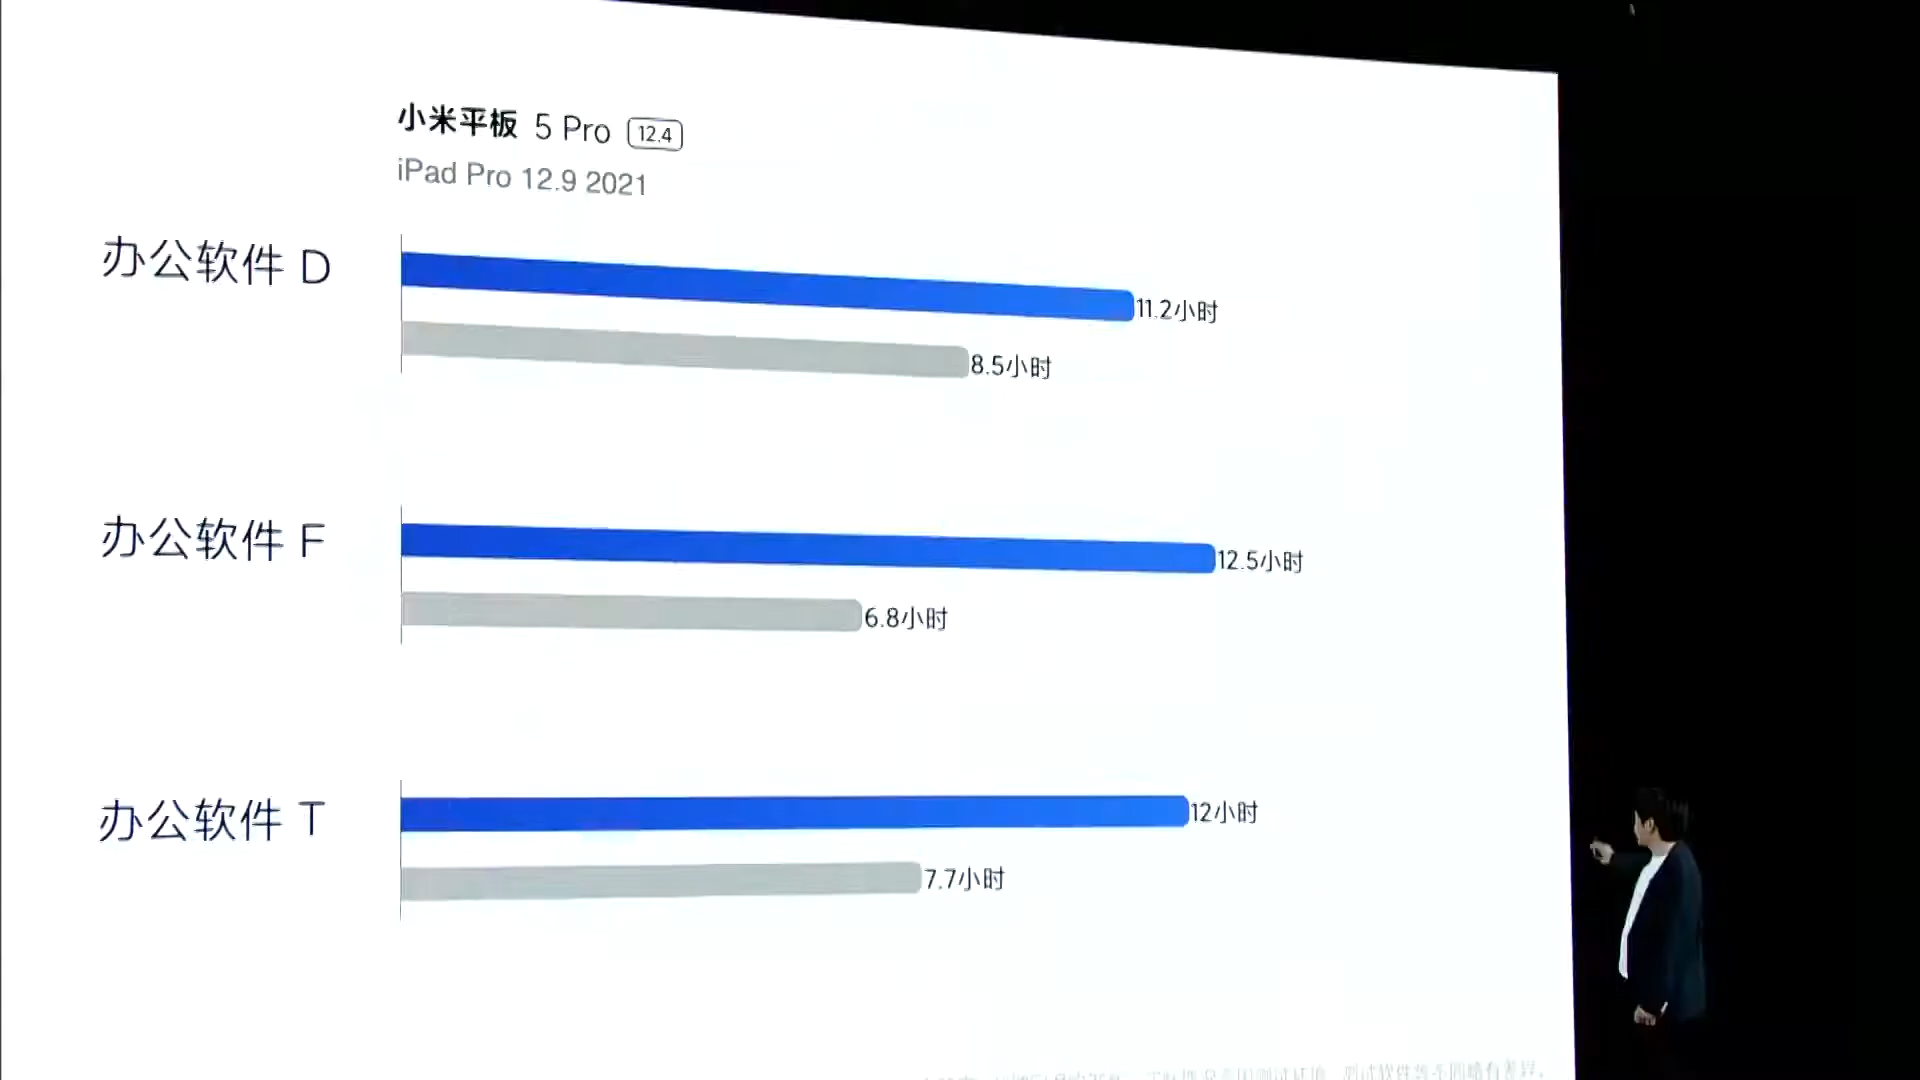 小米平板 5 Pro 12.4
iPad Pro 12.9 2021
办公软件 D
11.2小时
8.5小时
办公软件 F
12.5小时
6.8小时
办公软件 T
12小时
7.7小时